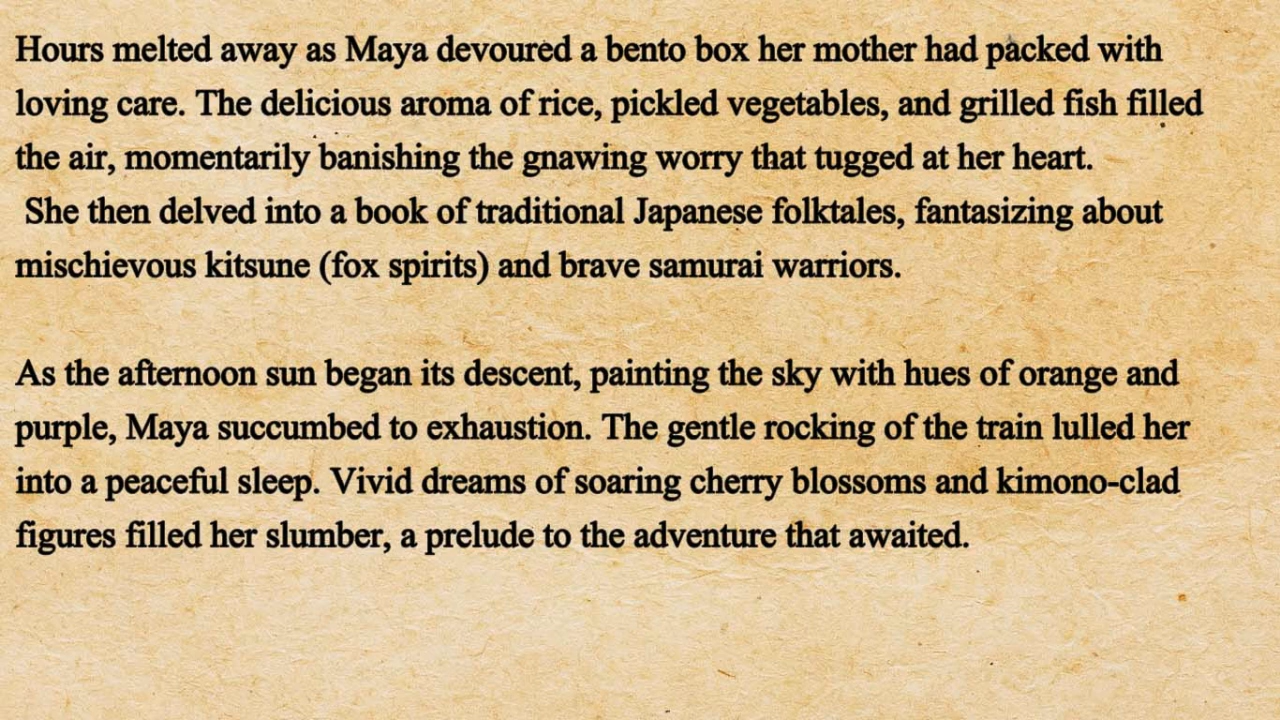 Hours melted away as Maya devoured a bento box her mother had packed with
loving care. The delicious aroma of rice, pickled vegetables, and grilled fish filled
the air, momentarily banishing the gnawing worry that tugged at her heart.
She then delved into a book of traditional Japanese folktales, fantasizing about
mischievous kitsune (fox spirits) and brave samurai warriors.
As the afternoon sun began its descent, painting the sky with hues of orange and
purple, Maya succumbed to exhaustion. The gentle rocking of the train lulled her
into a peaceful sleep. Vivid dreams of soaring cherry blossoms and kimono-clad
figures filled her slumber, a prelude to the adventure that awaited.